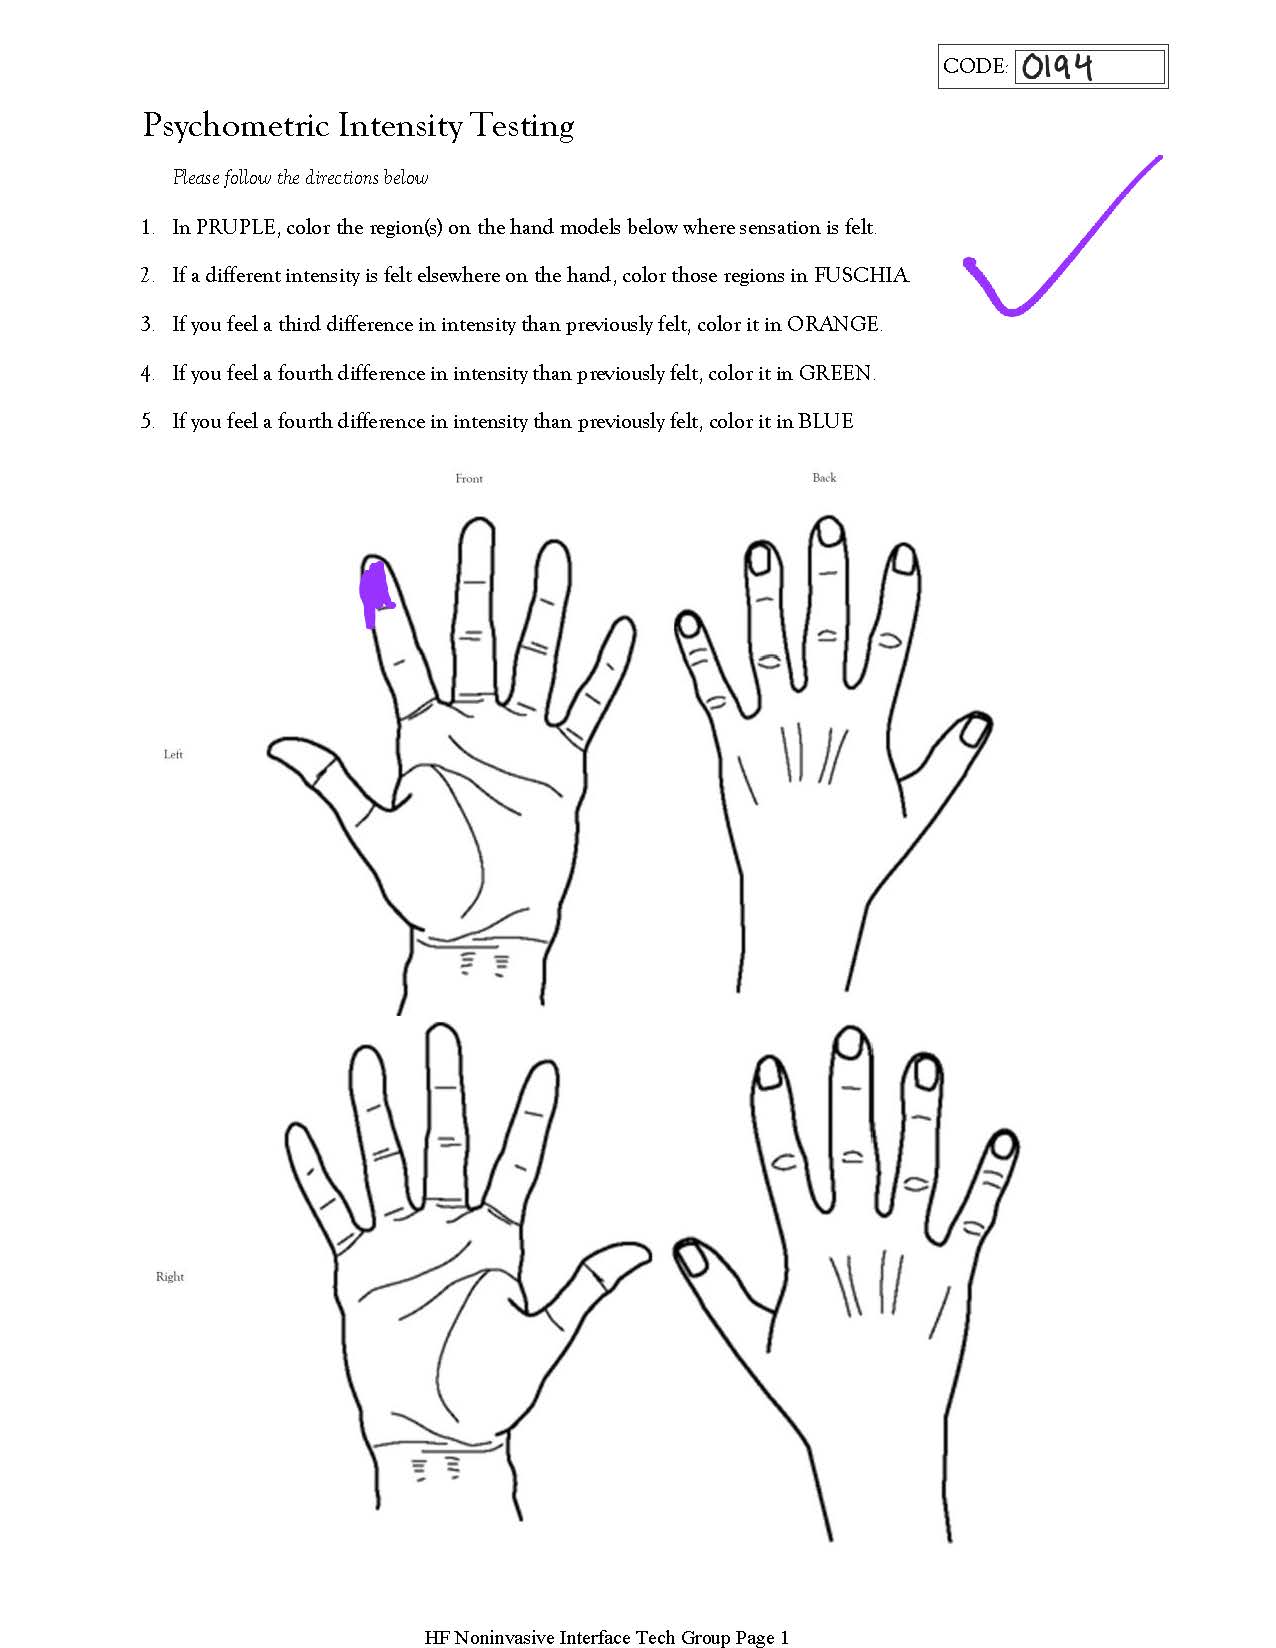 CODE: 0194
Psychometric Intensity Testing
Please follow the directions below
1. In PRUPLE, color the region(s) on the hand models below where sensation is felt.
2. If a different intensity is felt elsewhere on the hand, color those regions in FUSCHIA.
3. If you feel a third difference in intensity than previously felt, color it in ORANGE.
4. If you feel a fourth difference in intensity than previously felt, color it in GREEN.
5. If you feel a fourth difference in intensity than previously felt, color it in BLUE
Front
Back
Left
Right
HF Noninvasive Interface Tech Group Page 1